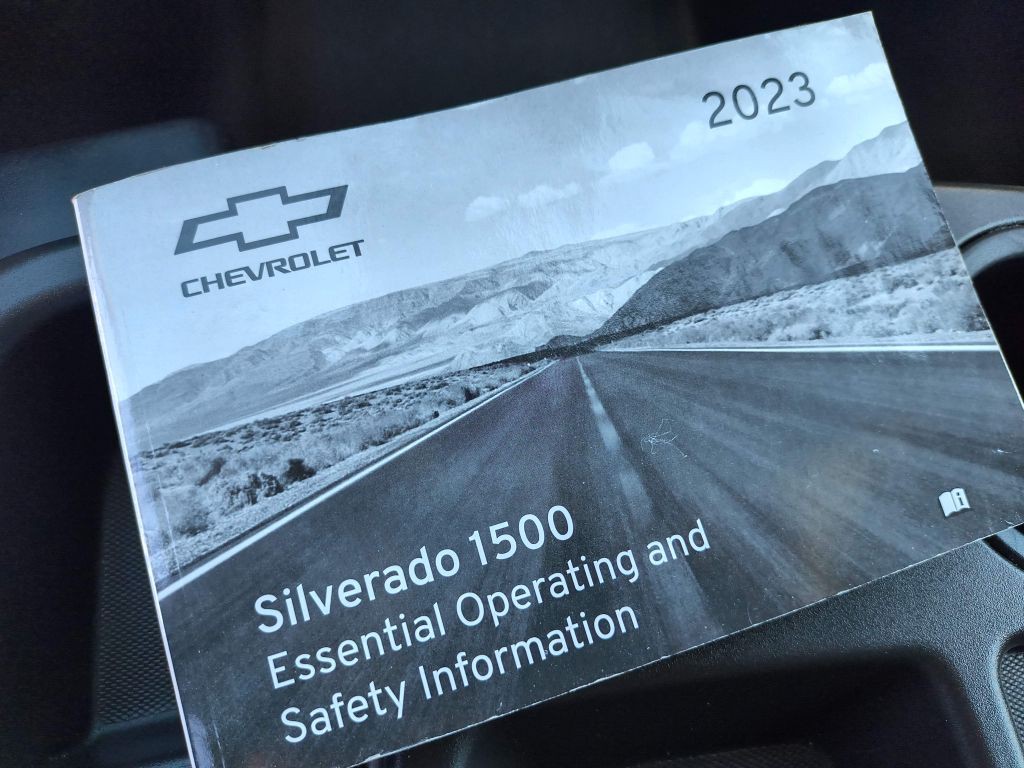 2023
CHEVROLET
Silverado 1500
Essential Operating and
Safety Information